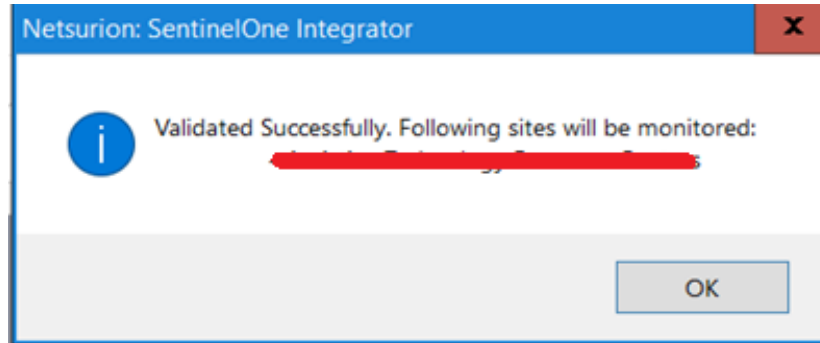 Netsurion: SentinelOne Integrator
Validated Successfully. Following sites will be monitored:
OK